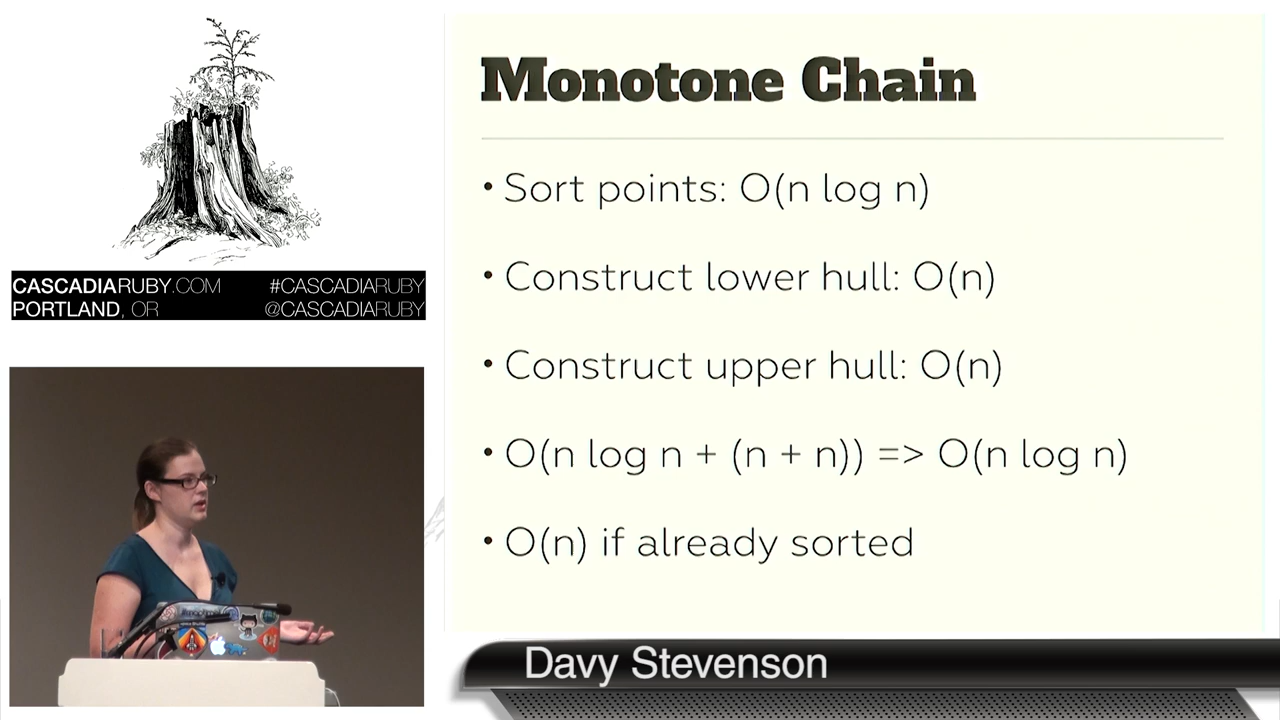 CASCADIARUBY.COM #CASCADIARUBY
PORTLAND, OR @CASCADIARUBY
Monotone Chain
• Sort points: O(n log n)
• Construct lower hull: O(n)
• Construct upper hull: O(n)
• O(n log n + (n + n)) => O(n log n)
• O(n) if already sorted
Davy Stevenson